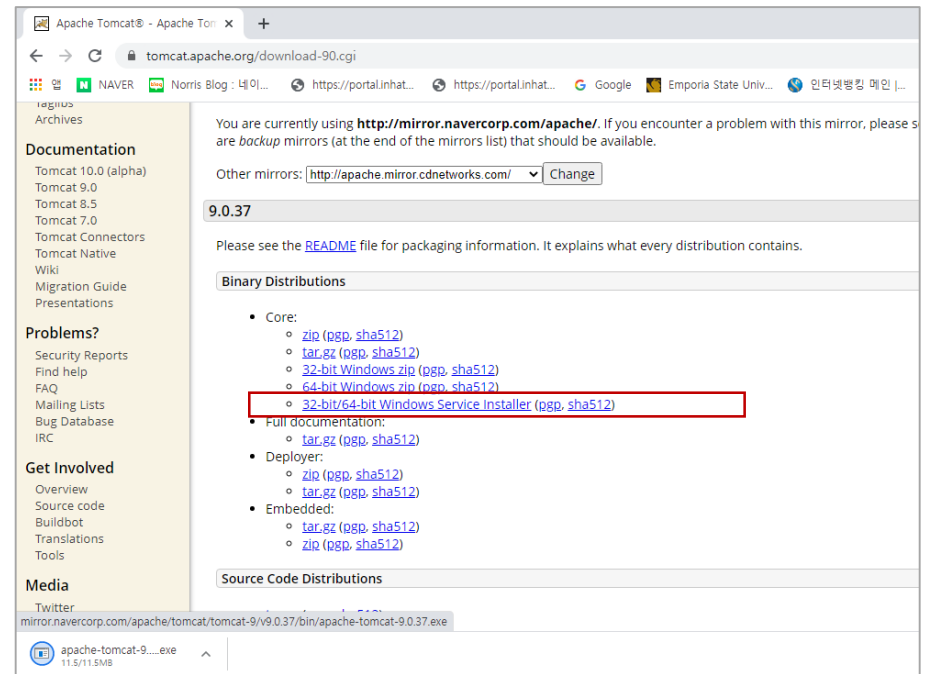 Apache Tomcat® - Apache Tom
tomcat.apache.org/download-90.cgi
앱 NAVER Norris Blog : 네이... https://portal.inhat... https://portal.inhat... Google Emporia State Univ... 인터넷뱅킹 메인 |...
Taglibs
Archives
Documentation
Tomcat 10.0 (alpha)
Tomcat 9.0
Tomcat 8.5
Tomcat 7.0
Tomcat Connectors
Tomcat Native
Wiki
Migration Guide
Presentations
Problems?
Security Reports
Find help
FAQ
Mailing Lists
Bug Database
IRC
Get Involved
Overview
Source code
Buildbot
Translations
Tools
Media
Twitter
You are currently using http://mirror.navercorp.com/apache/. If you encounter a problem with this mirror, please
are backup mirrors (at the end of the mirrors list) that should be available.
Other mirrors: http://apache.mirror.cdnetworks.com/ Change
9.0.37
Please see the README file for packaging information. It explains what every distribution contains.
Binary Distributions
• Core:
zip (pgp, sha512)
tar.gz (pgp, sha512)
32-bit Windows zip (pgp, sha512)
64-bit Windows zip (pgp, sha512)
32-bit/64-bit Windows Service Installer (pgp, sha512)
• Full documentation:
tar.gz (pgp, sha512)
• Deployer:
zip (pgp, sha512)
tar.gz (pgp, sha512)
• Embedded:
tar.gz (pgp, sha512)
zip (pgp, sha512)
Source Code Distributions
mirror.navercorp.com/apache/tomcat/tomcat-9/v9.0.37/bin/apache-tomcat-9.0.37.exe
apache-tomcat-9.....exe
11.5/11.5MB